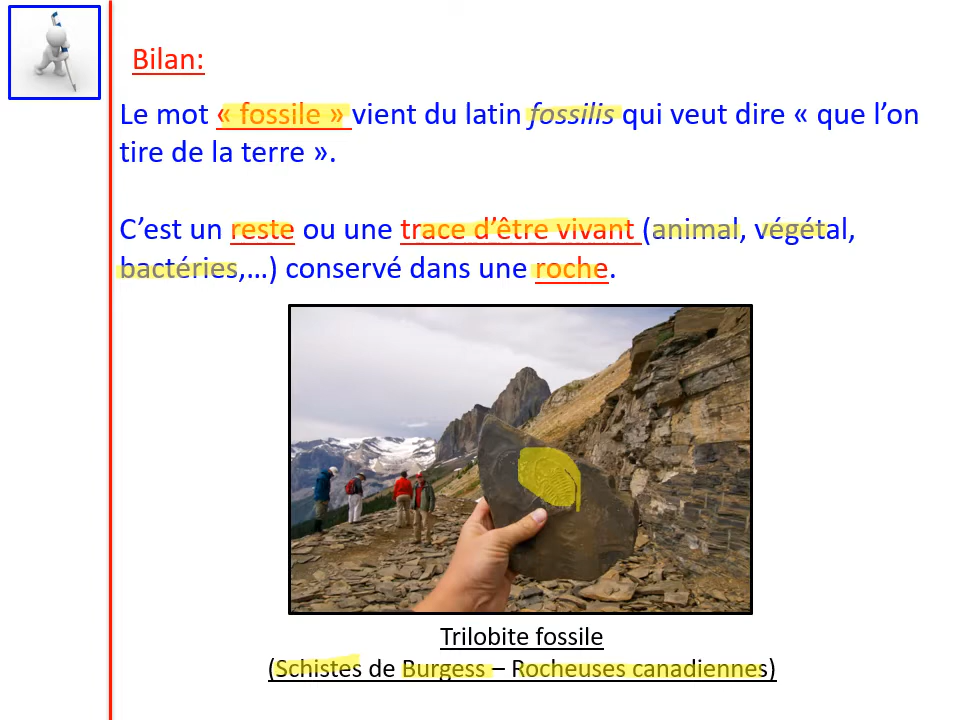 Bilan:
Le mot « fossile » vient du latin fossilis qui veut dire « que l’on
tire de la terre ».
C’est un reste ou une trace d’être vivant (animal, végétal,
bactéries,…) conservé dans une roche.
Trilobite fossile
(Schistes de Burgess – Rocheuses canadiennes)